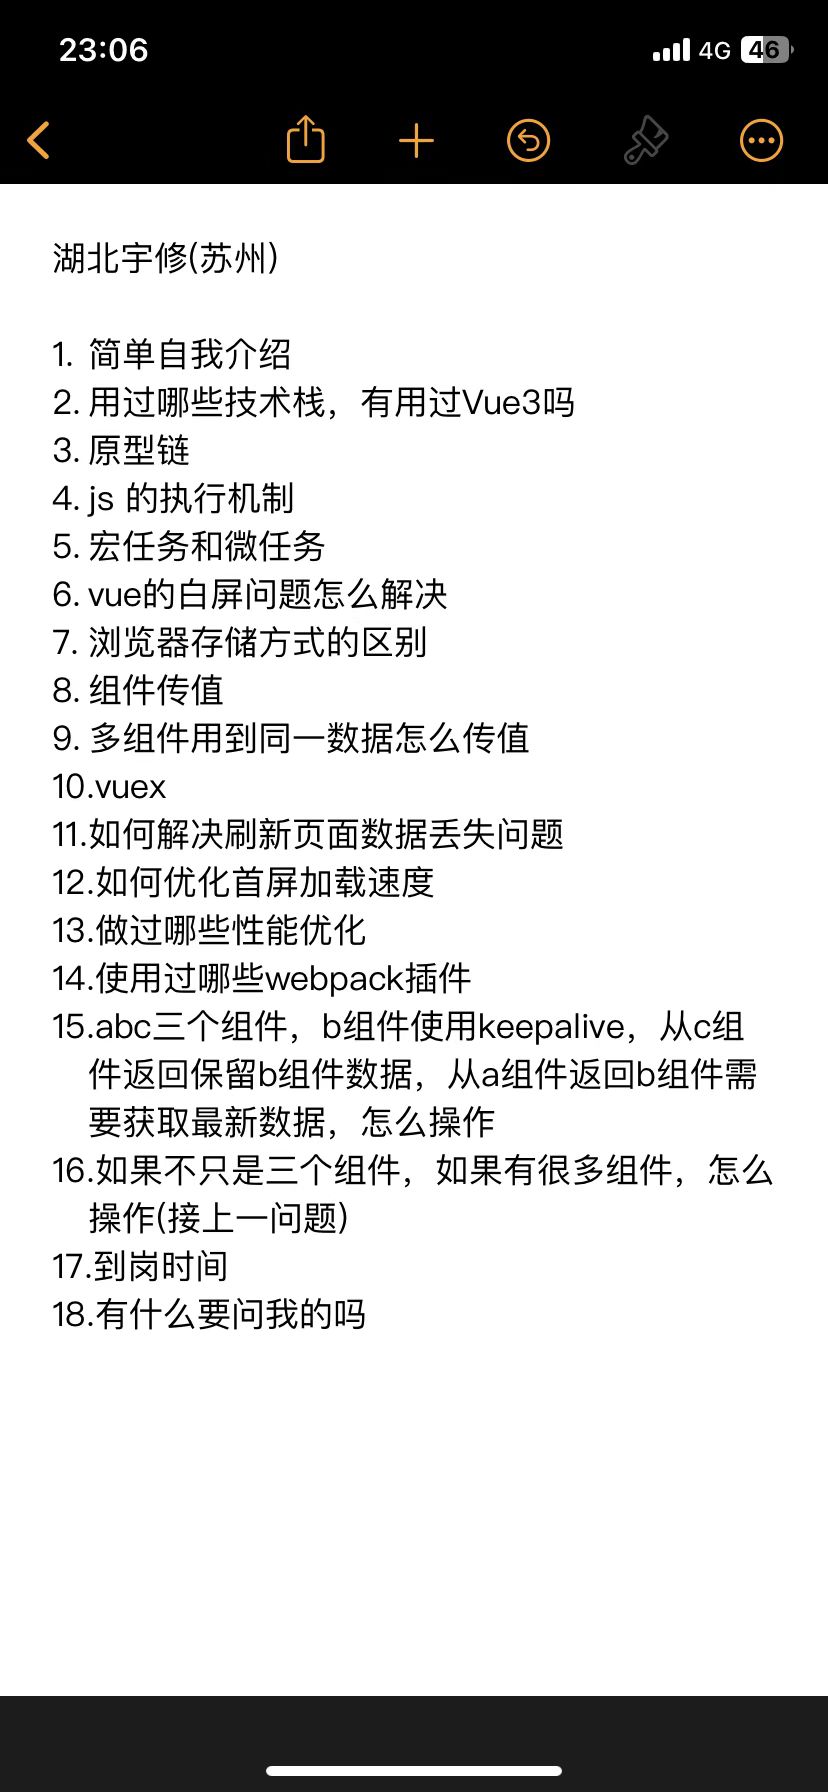 23:06
4G 46
湖北宇修(苏州)
1. 简单自我介绍
2. 用过哪些技术栈，有用过Vue3吗
3. 原型链
4. js 的执行机制
5. 宏任务和微任务
6. vue的白屏问题怎么解决
7. 浏览器存储方式的区别
8. 组件传值
9. 多组件用到同一数据怎么传值
10.vuex
11.如何解决刷新页面数据丢失问题
12.如何优化首屏加载速度
13.做过哪些性能优化
14.使用过哪些webpack插件
15.abc三个组件，b组件使用keepalive，从c组
件返回保留b组件数据，从a组件返回b组件需
要获取最新数据，怎么操作
16.如果不只是三个组件，如果有很多组件，怎么
操作(接上一问题)
17.到岗时间
18.有什么要问我的吗